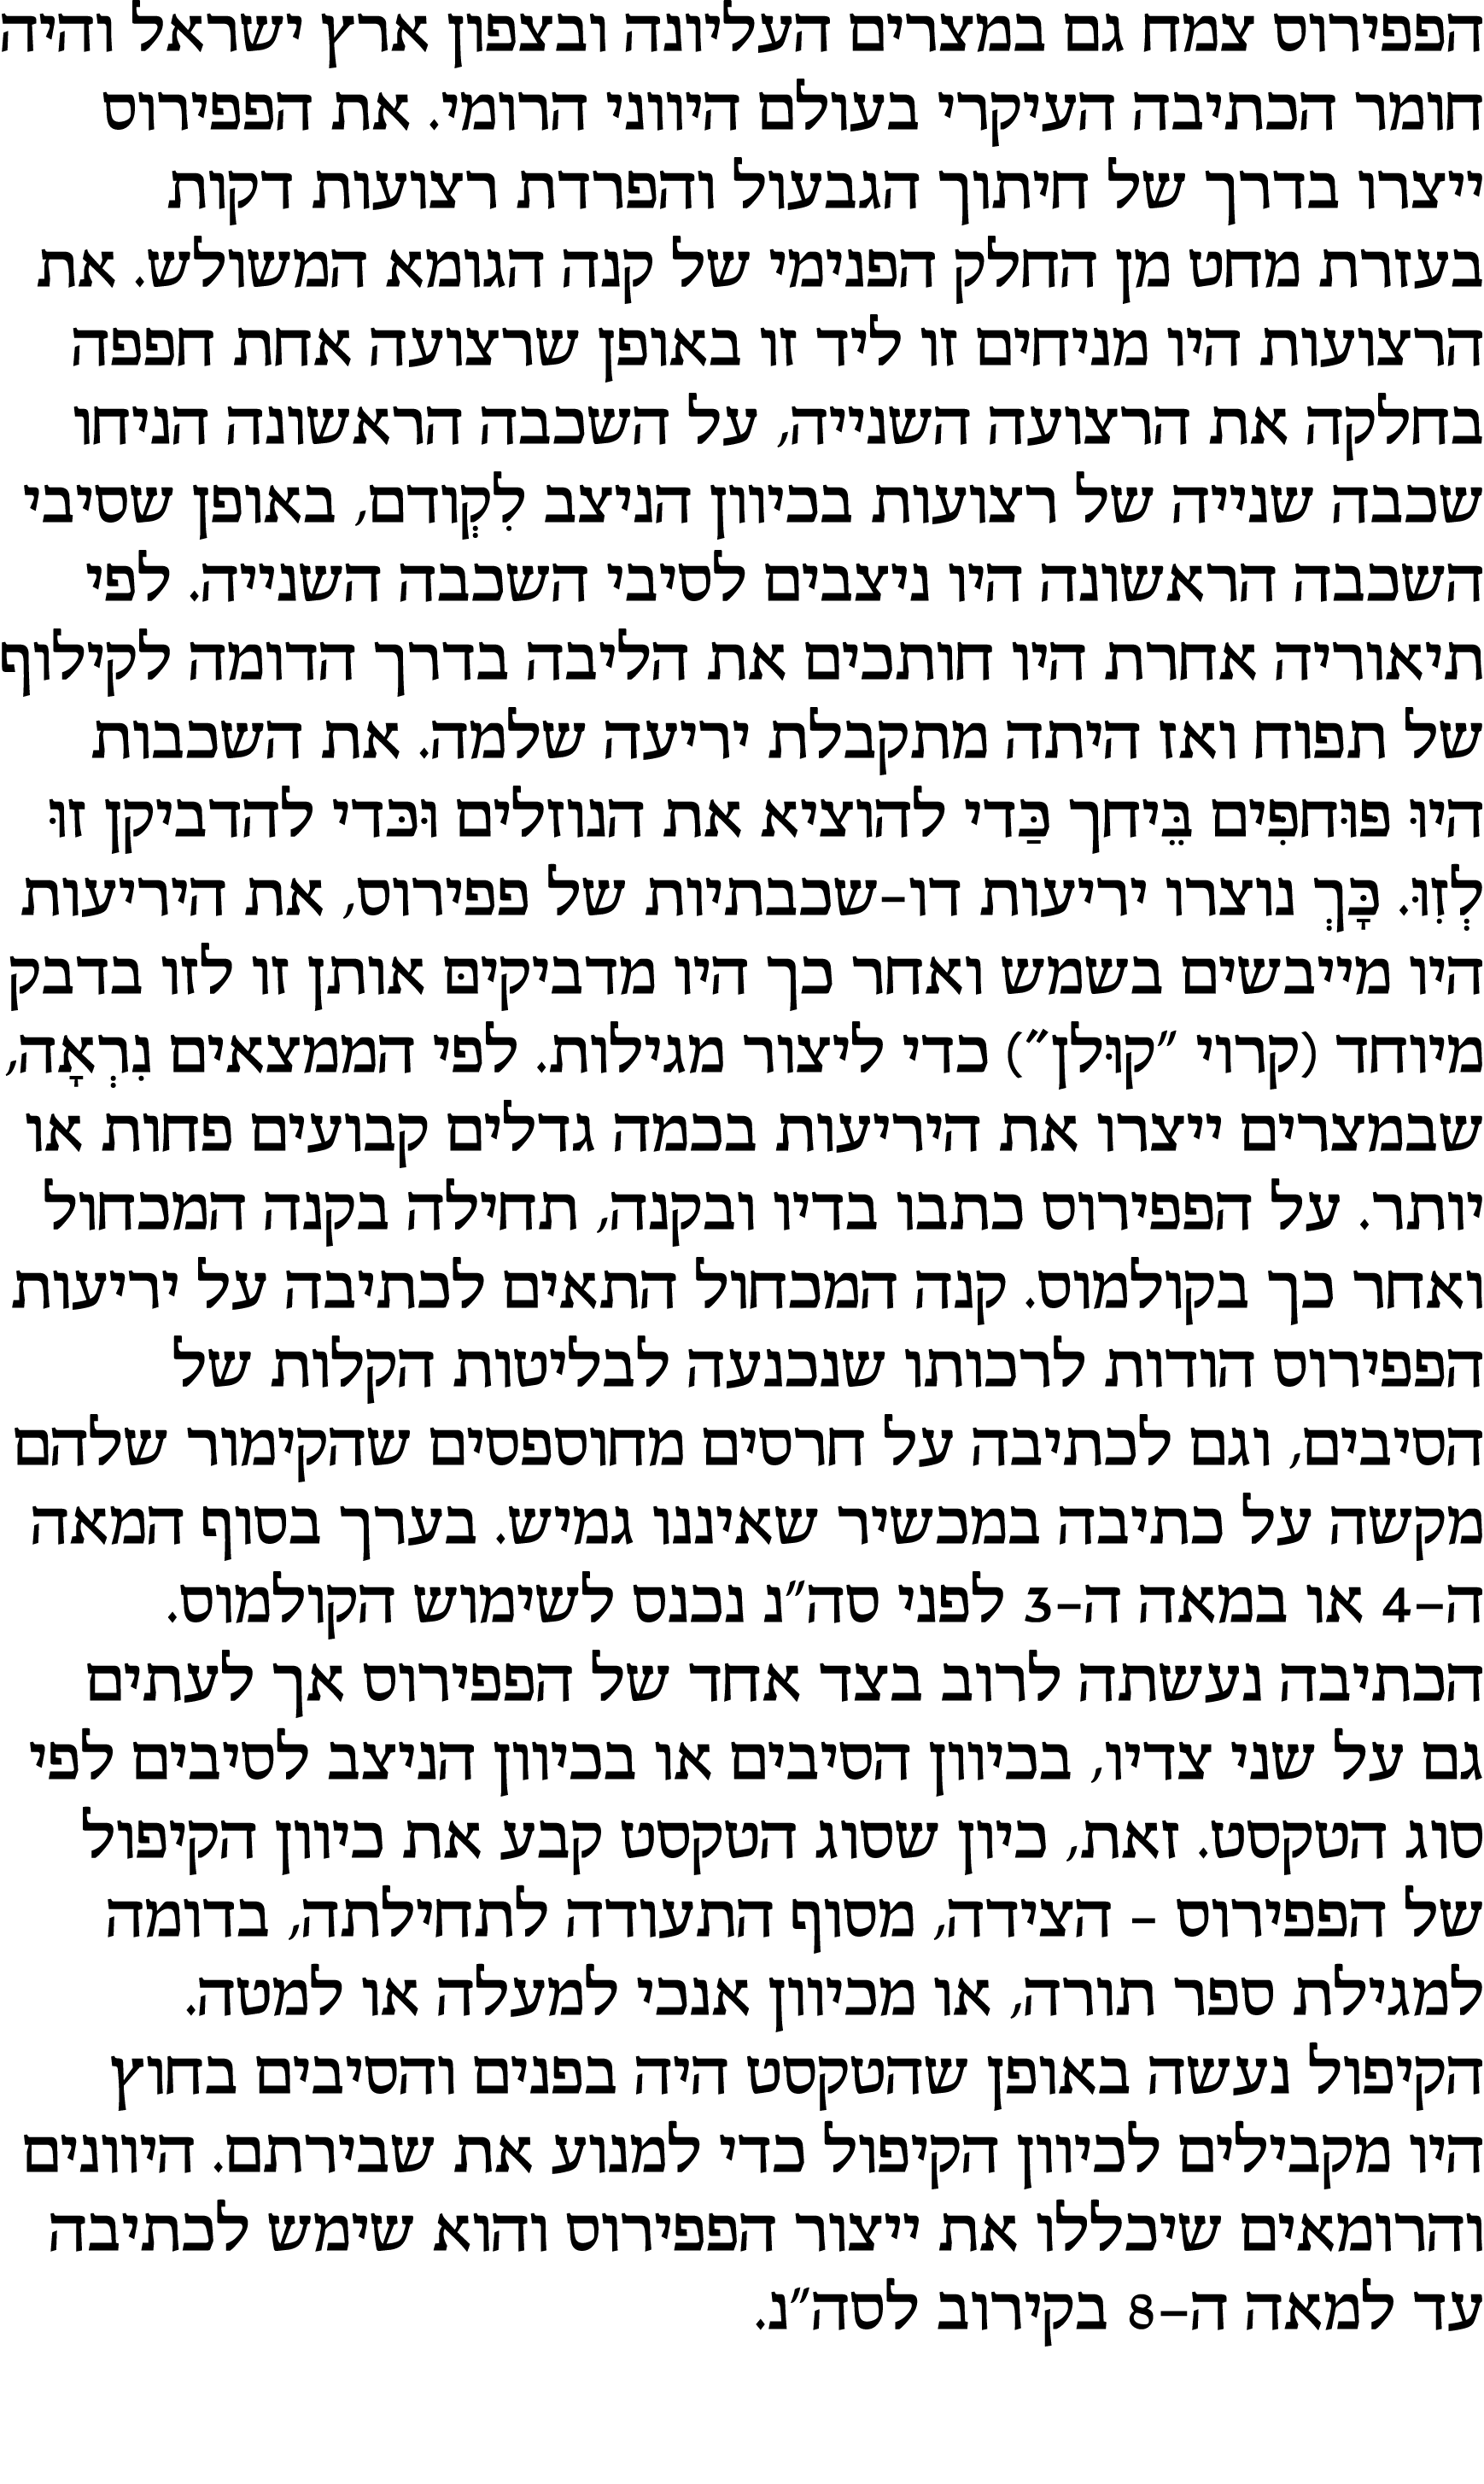 הפפירוס צמח גם במצרים העליונה ובצפון ארץ ישראל והיה
חומר הכתיבה העיקרי בעולם היווני הרומי. את הפפירוס
ייצרו בדרך של חיתוך הגבעול והפרדת רצועות דקות
בעזרת מחט מן החלק הפנימי של קנה הגומא המשולש. את
הרצועות היו מניחים זו ליד זו באופן שרצועה אחת חפפה
בחלקה את הרצועה השנייה, על השכבה הראשונה הניחו
שכבה שנייה של רצועות בכיוון הניצב לִקְודם, באופן שסיבי
השכבה הראשונה היו ניצבים לסיבי השכבה השנייה. לפי
תיאוריה אחרת היו חותכים את הליבה בדרך הדומה לקילוף
של תפוח ואז היתה מתקבלת יריעה שלמה. את השכבות
היוּ פוּחפִים בֵּיחך כַּדי להוציא את הנוזלים וּבּדי להדביקן זוּ
לְזִוּ. כָּךְ נוצרו יריעות דו-שכבתיות של פפירוס, את היריעות
היו מייבשים בשמש ואחר כך היו מדביקיםּ אותן זו לזו בדבק
מיוחד (קרוי "קוּלן") כדי ליצור מגילות. לפי הממצאים נִרְאָה,
שבמצרים ייצרו את היריעות בכמה גדלים קבועים פחות או
יותר. על הפפירוס כתבו בדיו ובקנה, תחילה בקנה המכחול
ואחר כך בקולמוס. קנה המכחול התאים לכתיבה על יריעות
הפפירוס הודות לרכותו שנכנעה לבליטות הקלות של
הסיבים, וגם לכתיבה על חרסים מחוספסים שהקימור שלהם
מקשה על כתיבה במכשיר שאיננו גמיש. בערך בסוף המאה
ה-4 או במאה ה-3 לפני סה"נ נכנס לשימוש הקולמוס.
הכתיבה נעשתה לרוב בצד אחד של הפפירוס אך לעתים
גם על שני צדיו, בכיוון הסיבים או בכיוון הניצב לסיבים לפי
סוג הטקסט. זאת, כיון שסוג הטקסט קבע את כיוון הקיפול
של הפפירוס - הצידה, מסוף התעודה לתחילתה, בדומה
למגילת ספר תורה, או מכיוון אנכי למעלה או למטה.
הקיפול נעשה באופן שהטקסט היה בפנים והסיבים בחוץ
היו מקבילים לכיוון הקיפול כדי למנוע את שבירתם. היוונים
והרומאים שיכללו את ייצור הפפירוס והוא שימש לכתיבה
עד למאה ה-8 בקירוב לסה"נ.